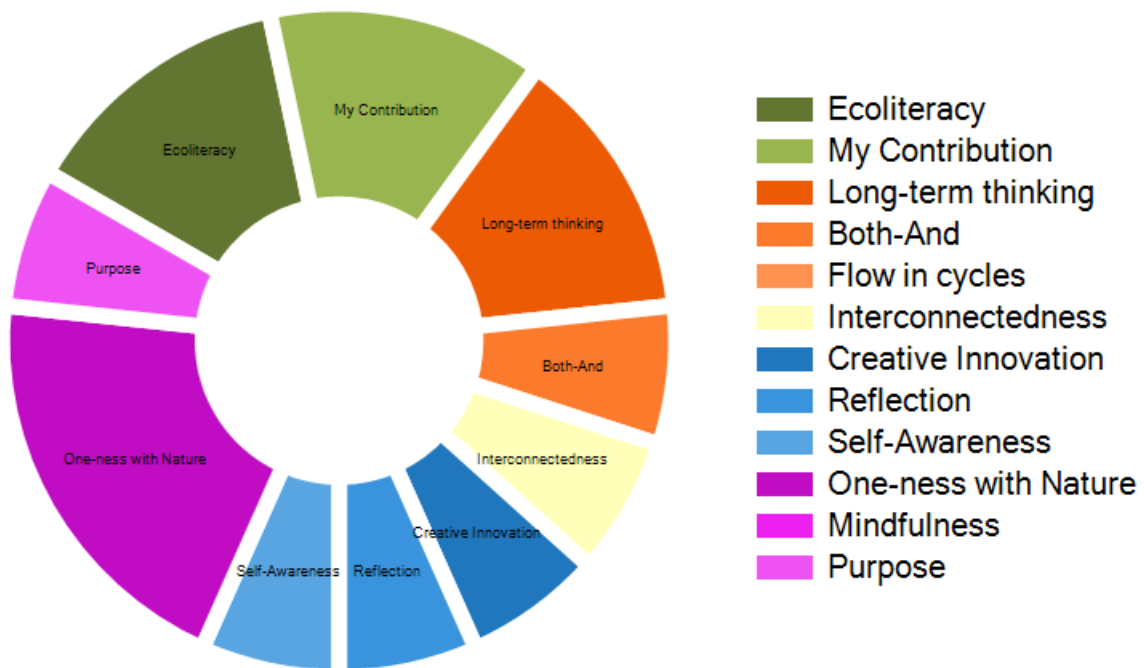 My Contribution
Ecoliteracy
Long-term thinking
Purpose
Both-And
One-ness with Nature
Interconnectedness
Creative Innovation
Self-Awareness
Reflection
Ecoliteracy
My Contribution
Long-term thinking
Both-And
Flow in cycles
Interconnectedness
Creative Innovation
Reflection
Self-Awareness
One-ness with Nature
Mindfulness
Purpose